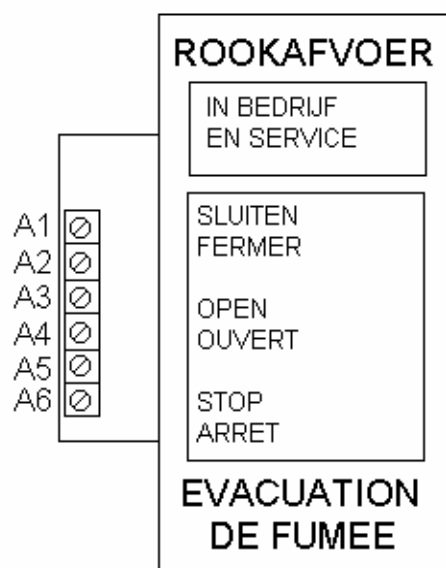 ROOKAFVOER
IN BEDRIJF
EN SERVICE
A1
A2
A3
A4
A5
A6
SLUITEN
FERMER
OPEN
OUVERT
STOP
ARRET
EVACUATION
DE FUMEE